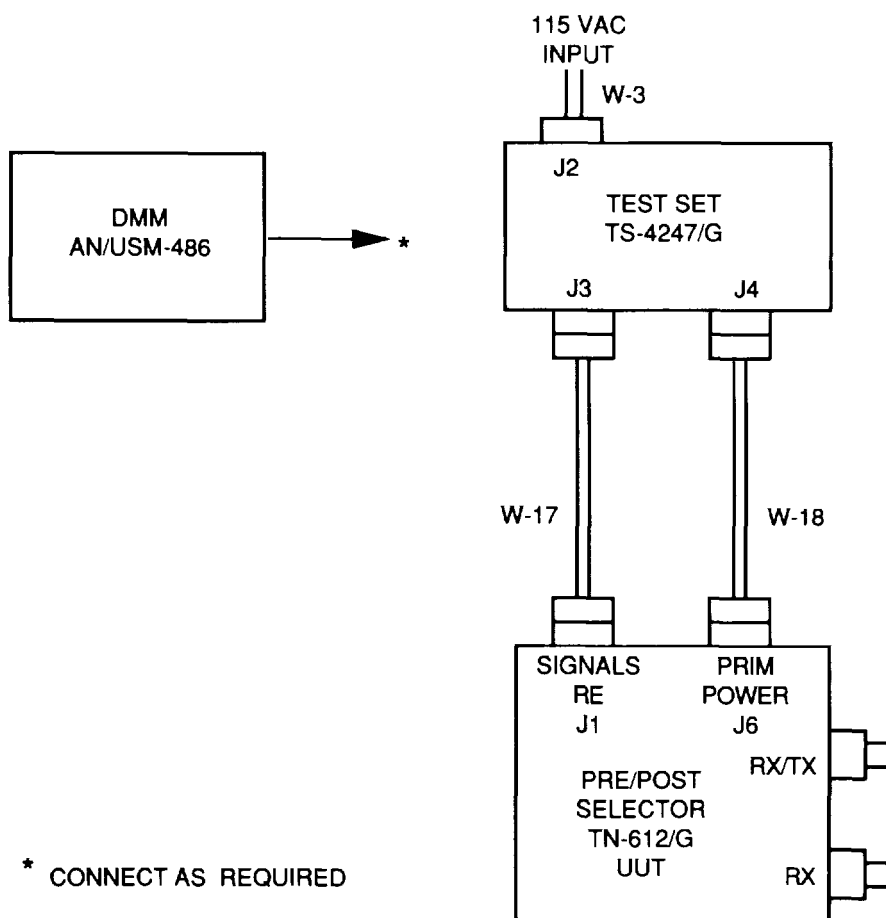 115 VAC
INPUT
W-3
J2
DMM
AN/USM-486
*
TEST SET
TS-4247/G
J3
J4
W-17
W-18
SIGNALS
RE
J1
PRIM
POWER
J6
RX/TX
PRE/POST
SELECTOR
TN-612/G
UUT
RX
* CONNECT AS REQUIRED